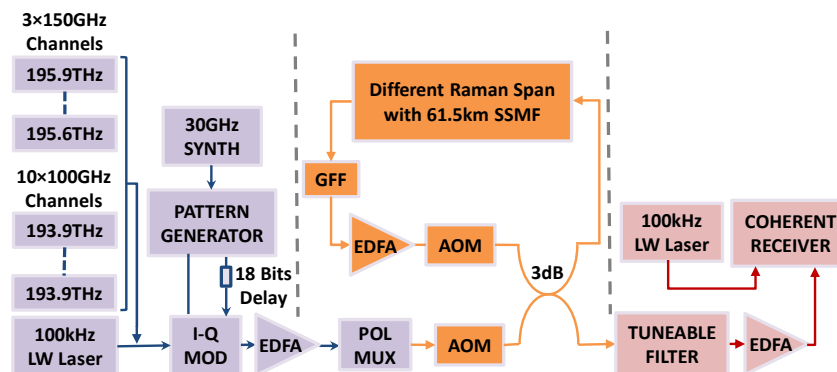 3×150GHz
Channels
195.9THz
195.6THz
10×100GHz
Channels
193.9THz
193.9THz
100kHz
LW Laser
30GHz
SYNTH
PATTERN
GENERATOR
18 Bits
Delay
I-Q
MOD
EDFA
POL
MUX
AOM
Different Raman Span
with 61.5km SSMF
GFF
EDFA
AOM
3dB
100kHz
LW Laser
COHERENT
RECEIVER
TUNEABLE
FILTER
EDFA